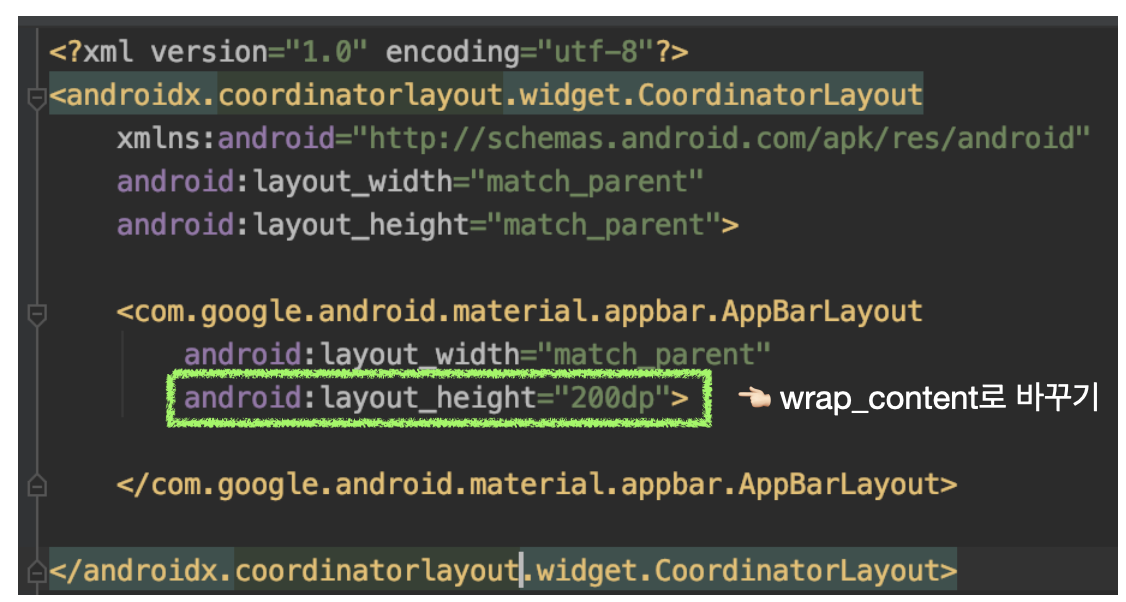 <?xml version="1.0" encoding="utf-8"?>
<androidx.coordinatorlayout.widget.CoordinatorLayout
xmlns:android="http://schemas.android.com/apk/res/android"
android:layout_width="match_parent"
android:layout_height="match_parent">
<com.google.android.material.appbar.AppBarLayout
android:layout_width="match_parent"
android:layout_height="200dp"> wrap_content로 바꾸기
</com.google.android.material.appbar.AppBarLayout>
</androidx.coordinatorlayout.widget.CoordinatorLayout>